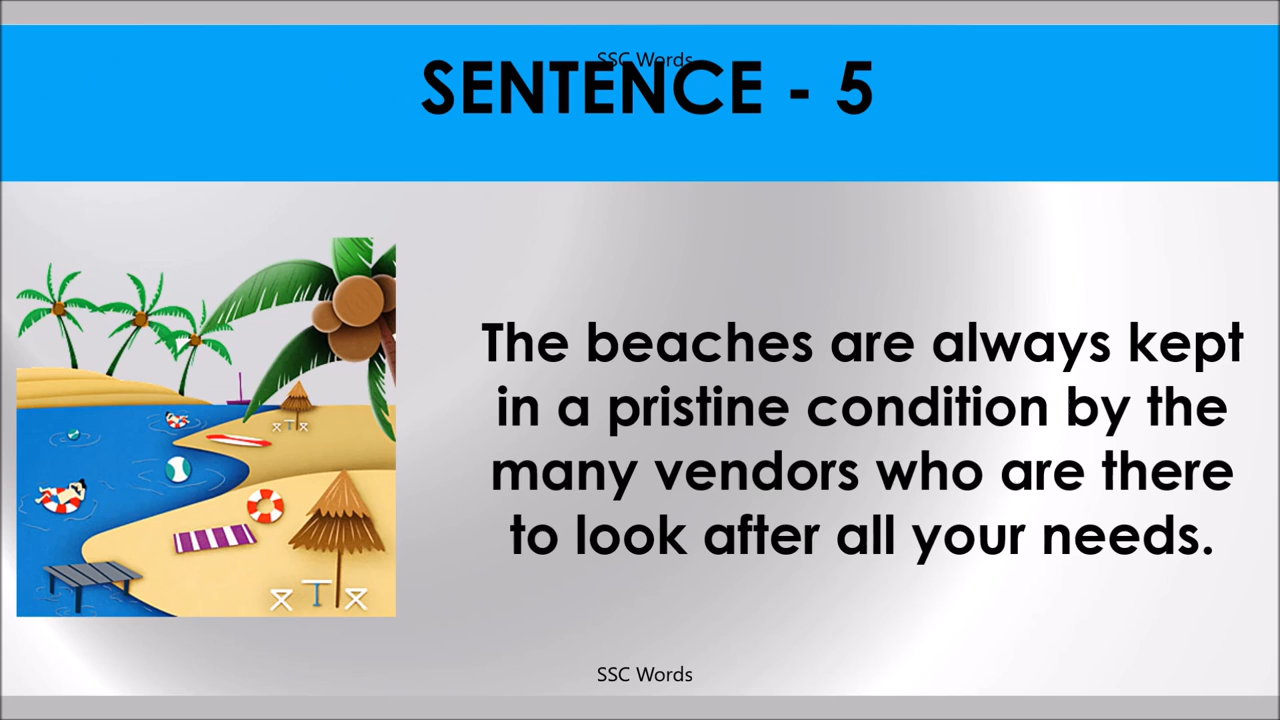 SSC Words
SENTENCE - 5
The beaches are always kept
in a pristine condition by the
many vendors who are there
to look after all your needs.
SSC Words